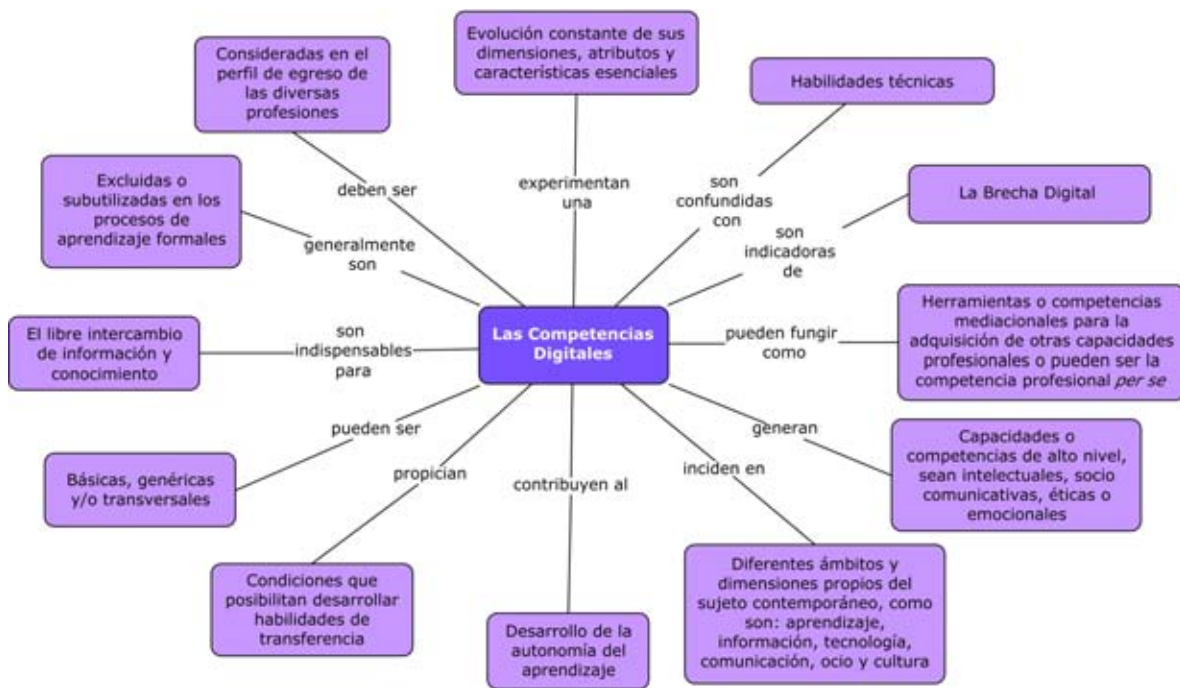 Evolución constante de sus
dimensiones, atributos y
características esenciales
Consideradas en el
perfil de egreso de
las diversas
profesiones
Habilidades técnicas
Excluidas o
subutilizadas en los
procesos de
aprendizaje formales
deben ser
experimentan
una
son
confundidas
con
La Brecha Digital
generalmente
son
son
indicadoras
de
El libre intercambio
de información y
conocimiento
son
indispensables
para
Las Competencias
Digitales
pueden fungir
como
Herramientas o competencias
mediacionales para la
adquisición de otras capacidades
profesionales o pueden ser la
competencia profesional per se
pueden ser
Básicas, genéricas
y/o transversales
propician
contribuyen al
inciden en
generan
Capacidades o
competencias de alto nivel,
sean intelectuales, socio
comunicativas, éticas o
emocionales
Condiciones que
posibilitan desarrollar
habilidades de
transferencia
Desarrollo de la
autonomía del
aprendizaje
Diferentes ámbitos y
dimensiones propios del
sujeto contemporáneo, como
son: aprendizaje,
información, tecnología,
comunicación, ocio y cultura